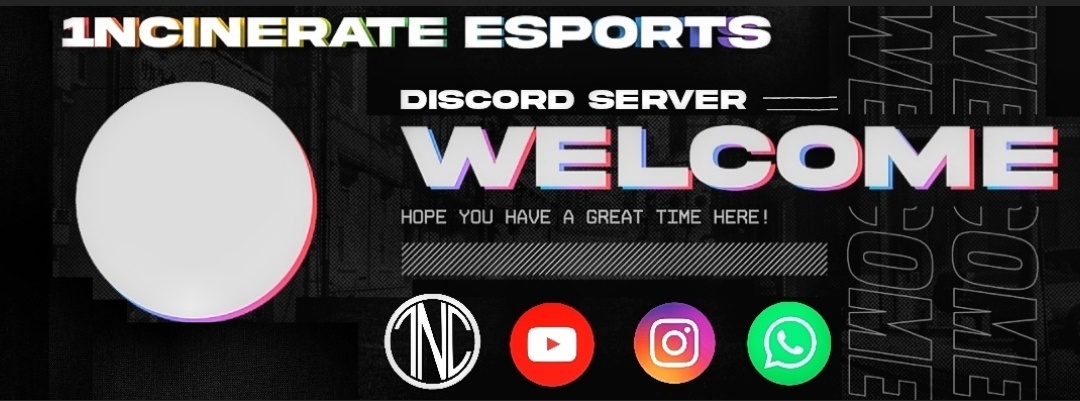 1NCINERATE ESPORTS
DISCORD SERVER
WELCOME
HOPE YOU HAVE A GREAT TIME HERE!
1NC
WELCOME
WELCOME